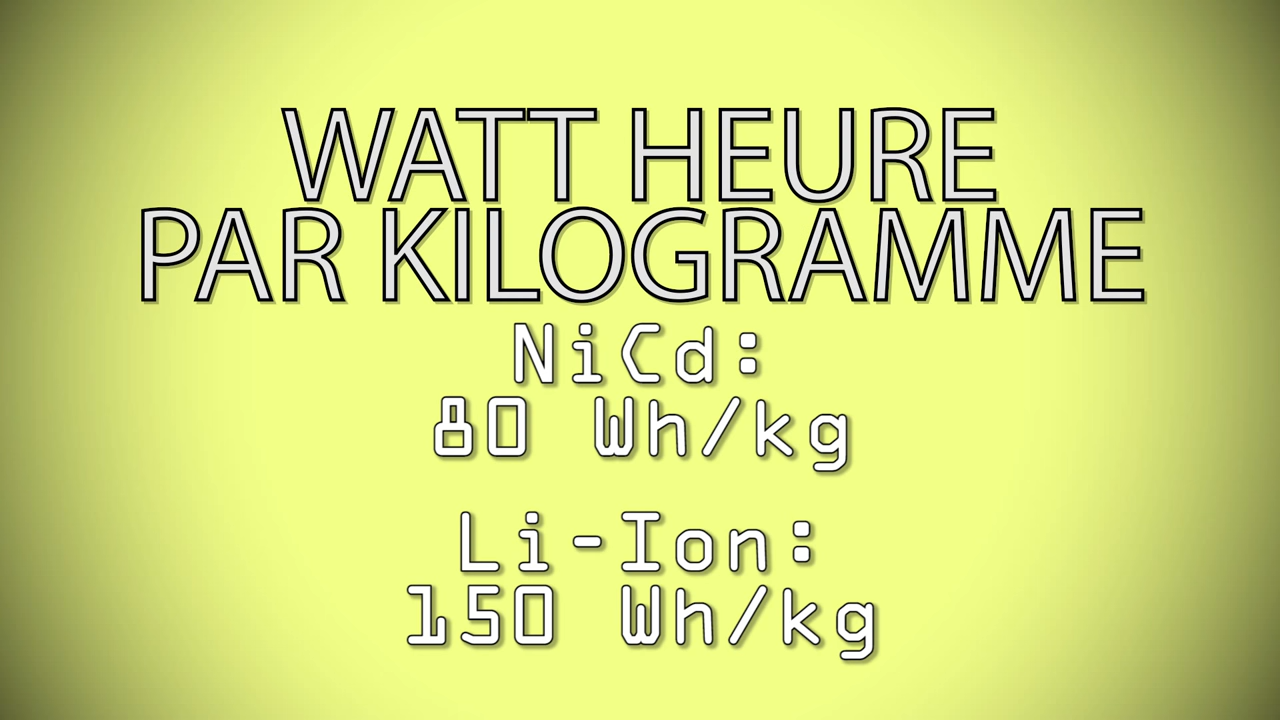 WATT HEURE
PAR KILOGRAMME
NiCd:
80 Wh/kg
Li-Ion:
150 Wh/kg